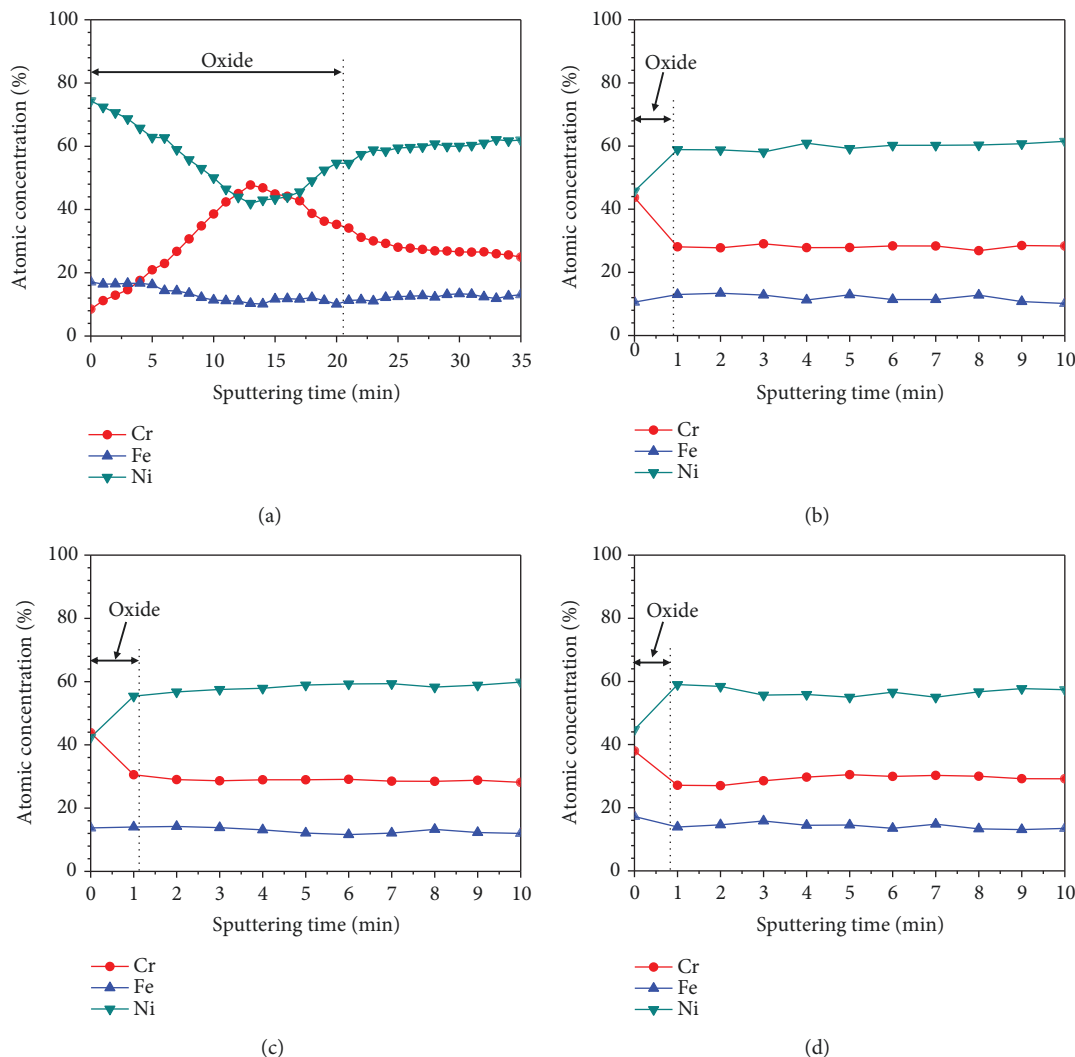 100
80
60
40
20
0
Atomic concentration (%)
Oxide
0 5 10 15 20 25 30 35
Sputtering time (min)
Cr
Fe
Ni
(a)
100
80
60
40
20
0
Atomic concentration (%)
Oxide
0 1 2 3 4 5 6 7 8 9 10
Sputtering time (min)
Cr
Fe
Ni
(b)
100
80
60
40
20
0
Atomic concentration (%)
Oxide
0 1 2 3 4 5 6 7 8 9 10
Sputtering time (min)
Cr
Fe
Ni
(c)
100
80
60
40
20
0
Atomic concentration (%)
Oxide
0 1 2 3 4 5 6 7 8 9 10
Sputtering time (min)
Cr
Fe
Ni
(d)